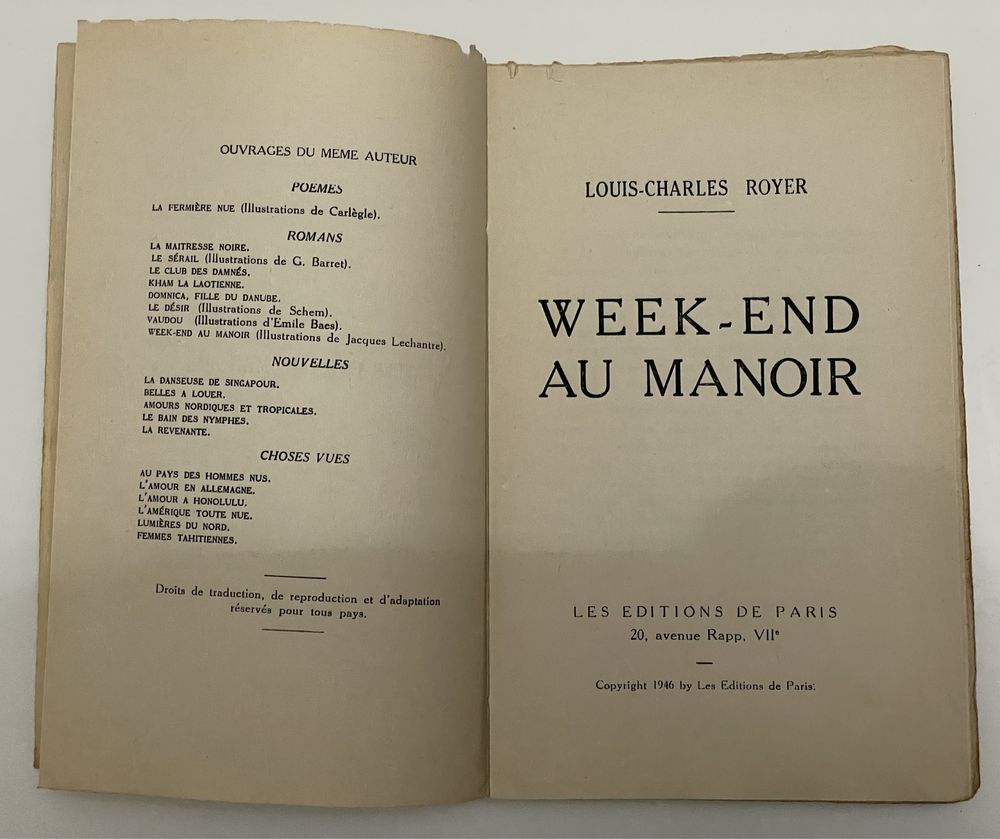 OUVRAGES DU MEME AUTEUR
POEMES
LA FERMIÈRE NUE (Illustrations de Carlègle).
ROMANS
LA MAITRESSE NOIRE.
LE SÉRAIL (Illustrations de G. Barret).
LE CLUB DES DAMNÉS.
KHAM LA LAOTIENNE.
DOMNICA, FILLE DU DANUBE.
LE DÉSIR (Illustrations de Schem).
VAUDOU (Illustrations d'Emile Baes).
WEEK-END AU MANOIR (Illustrations de Jacques Lechantre).
NOUVELLES
LA DANSEUSE DE SINGAPOUR.
BELLES A LOUER.
AMOURS NORDIQUES ET TROPICALES.
LE BAIN DES NYMPHES.
LA REVENANTE.
CHOSES VUES
AU PAYS DES HOMMES NUS.
L'AMOUR EN ALLEMAGNE.
L'AMOUR A HONOLULU.
L'AMÉRIQUE TOUTE NUE.
LUMIÈRES DU NORD.
FEMMES TAHITIENNES.
Droits de traduction, de reproduction et d'adaptation
réservés pour tous pays.
LOUIS-CHARLES ROYER
WEEK-END
AU MANOIR
LES EDITIONS DE PARIS
20, avenue Rapp, VIIe
Copyright 1946 by Les Editions de Paris.